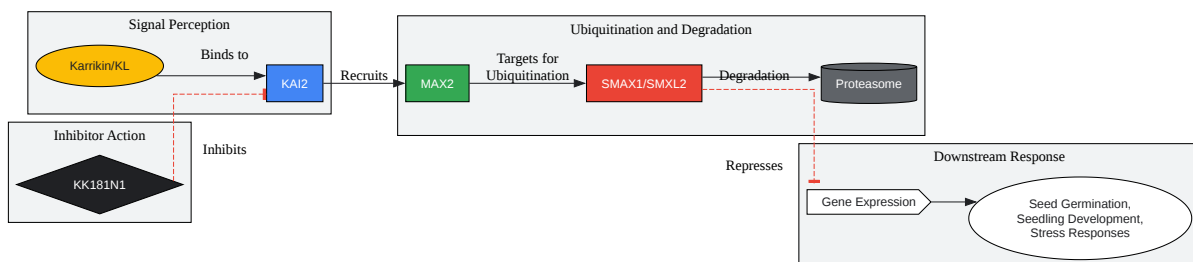 Signal Perception
Karrikin/KL
Binds to
KAI2
Recruits
Ubiquitination and Degradation
MAX2
Targets for
Ubiquitination
SMAX1/SMXL2
Degradation
Proteasome
Inhibitor Action
KK181N1
Inhibits
Represses
Downstream Response
Gene Expression
Seed Germination,
Seedling Development,
Stress Responses